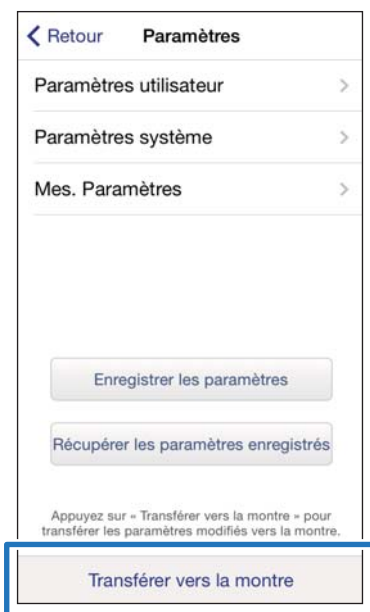 Retour Paramètres
Paramètres utilisateur
Paramètres système
Mes. Paramètres
Enregistrer les paramètres
Récupérer les paramètres enregistrés
Appuyez sur « Transférer vers la montre » pour
transférer les paramètres modifiés vers la montre.
Transférer vers la montre